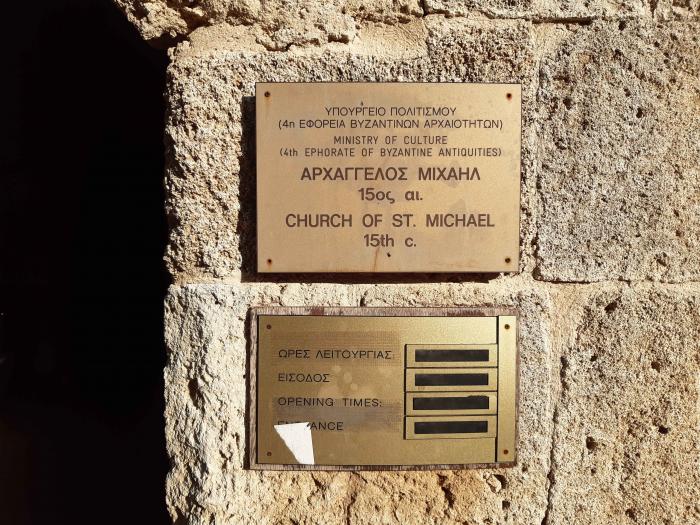 ΥΠΟΥΡΓΕΙΟ ΠΟΛΙΤΙΣΜΟΥ
(4η ΕΦΟΡΕΙΑ ΒΥΖΑΝΤΙΝΩΝ ΑΡΧΑΙΟΤΗΤΩΝ)
MINISTRY OF CULTURE
(4th EPHORATE OF BYZANTINE ANTIQUITIES)
ΑΡΧΑΓΓΕΛΟΣ ΜΙΧΑΗΛ
15ος αι.
CHURCH OF ST. MICHAEL
15th c.
ΩΡΕΣ ΛΕΙΤΟΥΡΓΙΑΣ:
ΕΙΣΟΔΟΣ
OPENING TIMES: